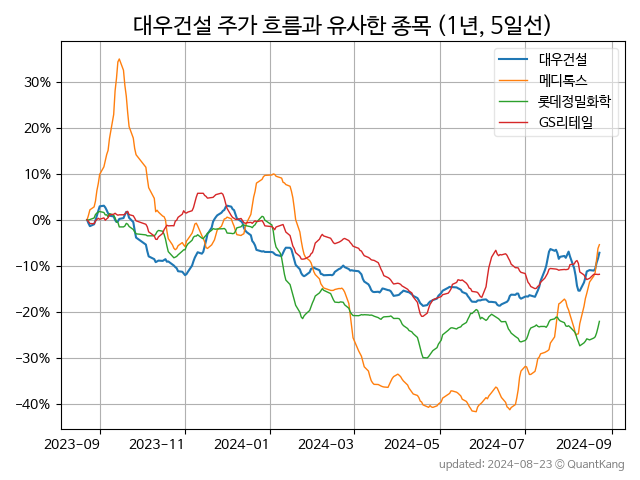 대우건설 주가 흐름과 유사한 종목 (1년, 5일선)
대우건설
메디톡스
롯데정밀화학
GS리테일
30%
20%
10%
0%
−10%
−20%
−30%
−40%
2023-09 2023-11 2024-01 2024-03 2024-05 2024-07 2024-09
updated: 2024-08-23 ⓒ QuantKang